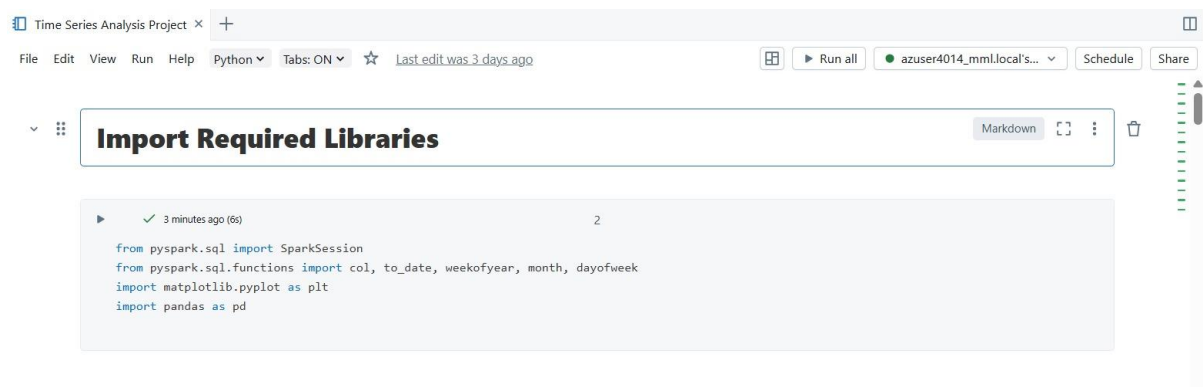 Time Series Analysis Project
File Edit View Run Help Python Tabs: ON Last edit was 3 days ago Run all azuser4014_mml.local's... Schedule Share
Import Required Libraries
Markdown
3 minutes ago (6s)
2
from pyspark.sql import SparkSession
from pyspark.sql.functions import col, to_date, weekofyear, month, dayofweek
import matplotlib.pyplot as plt
import pandas as pd